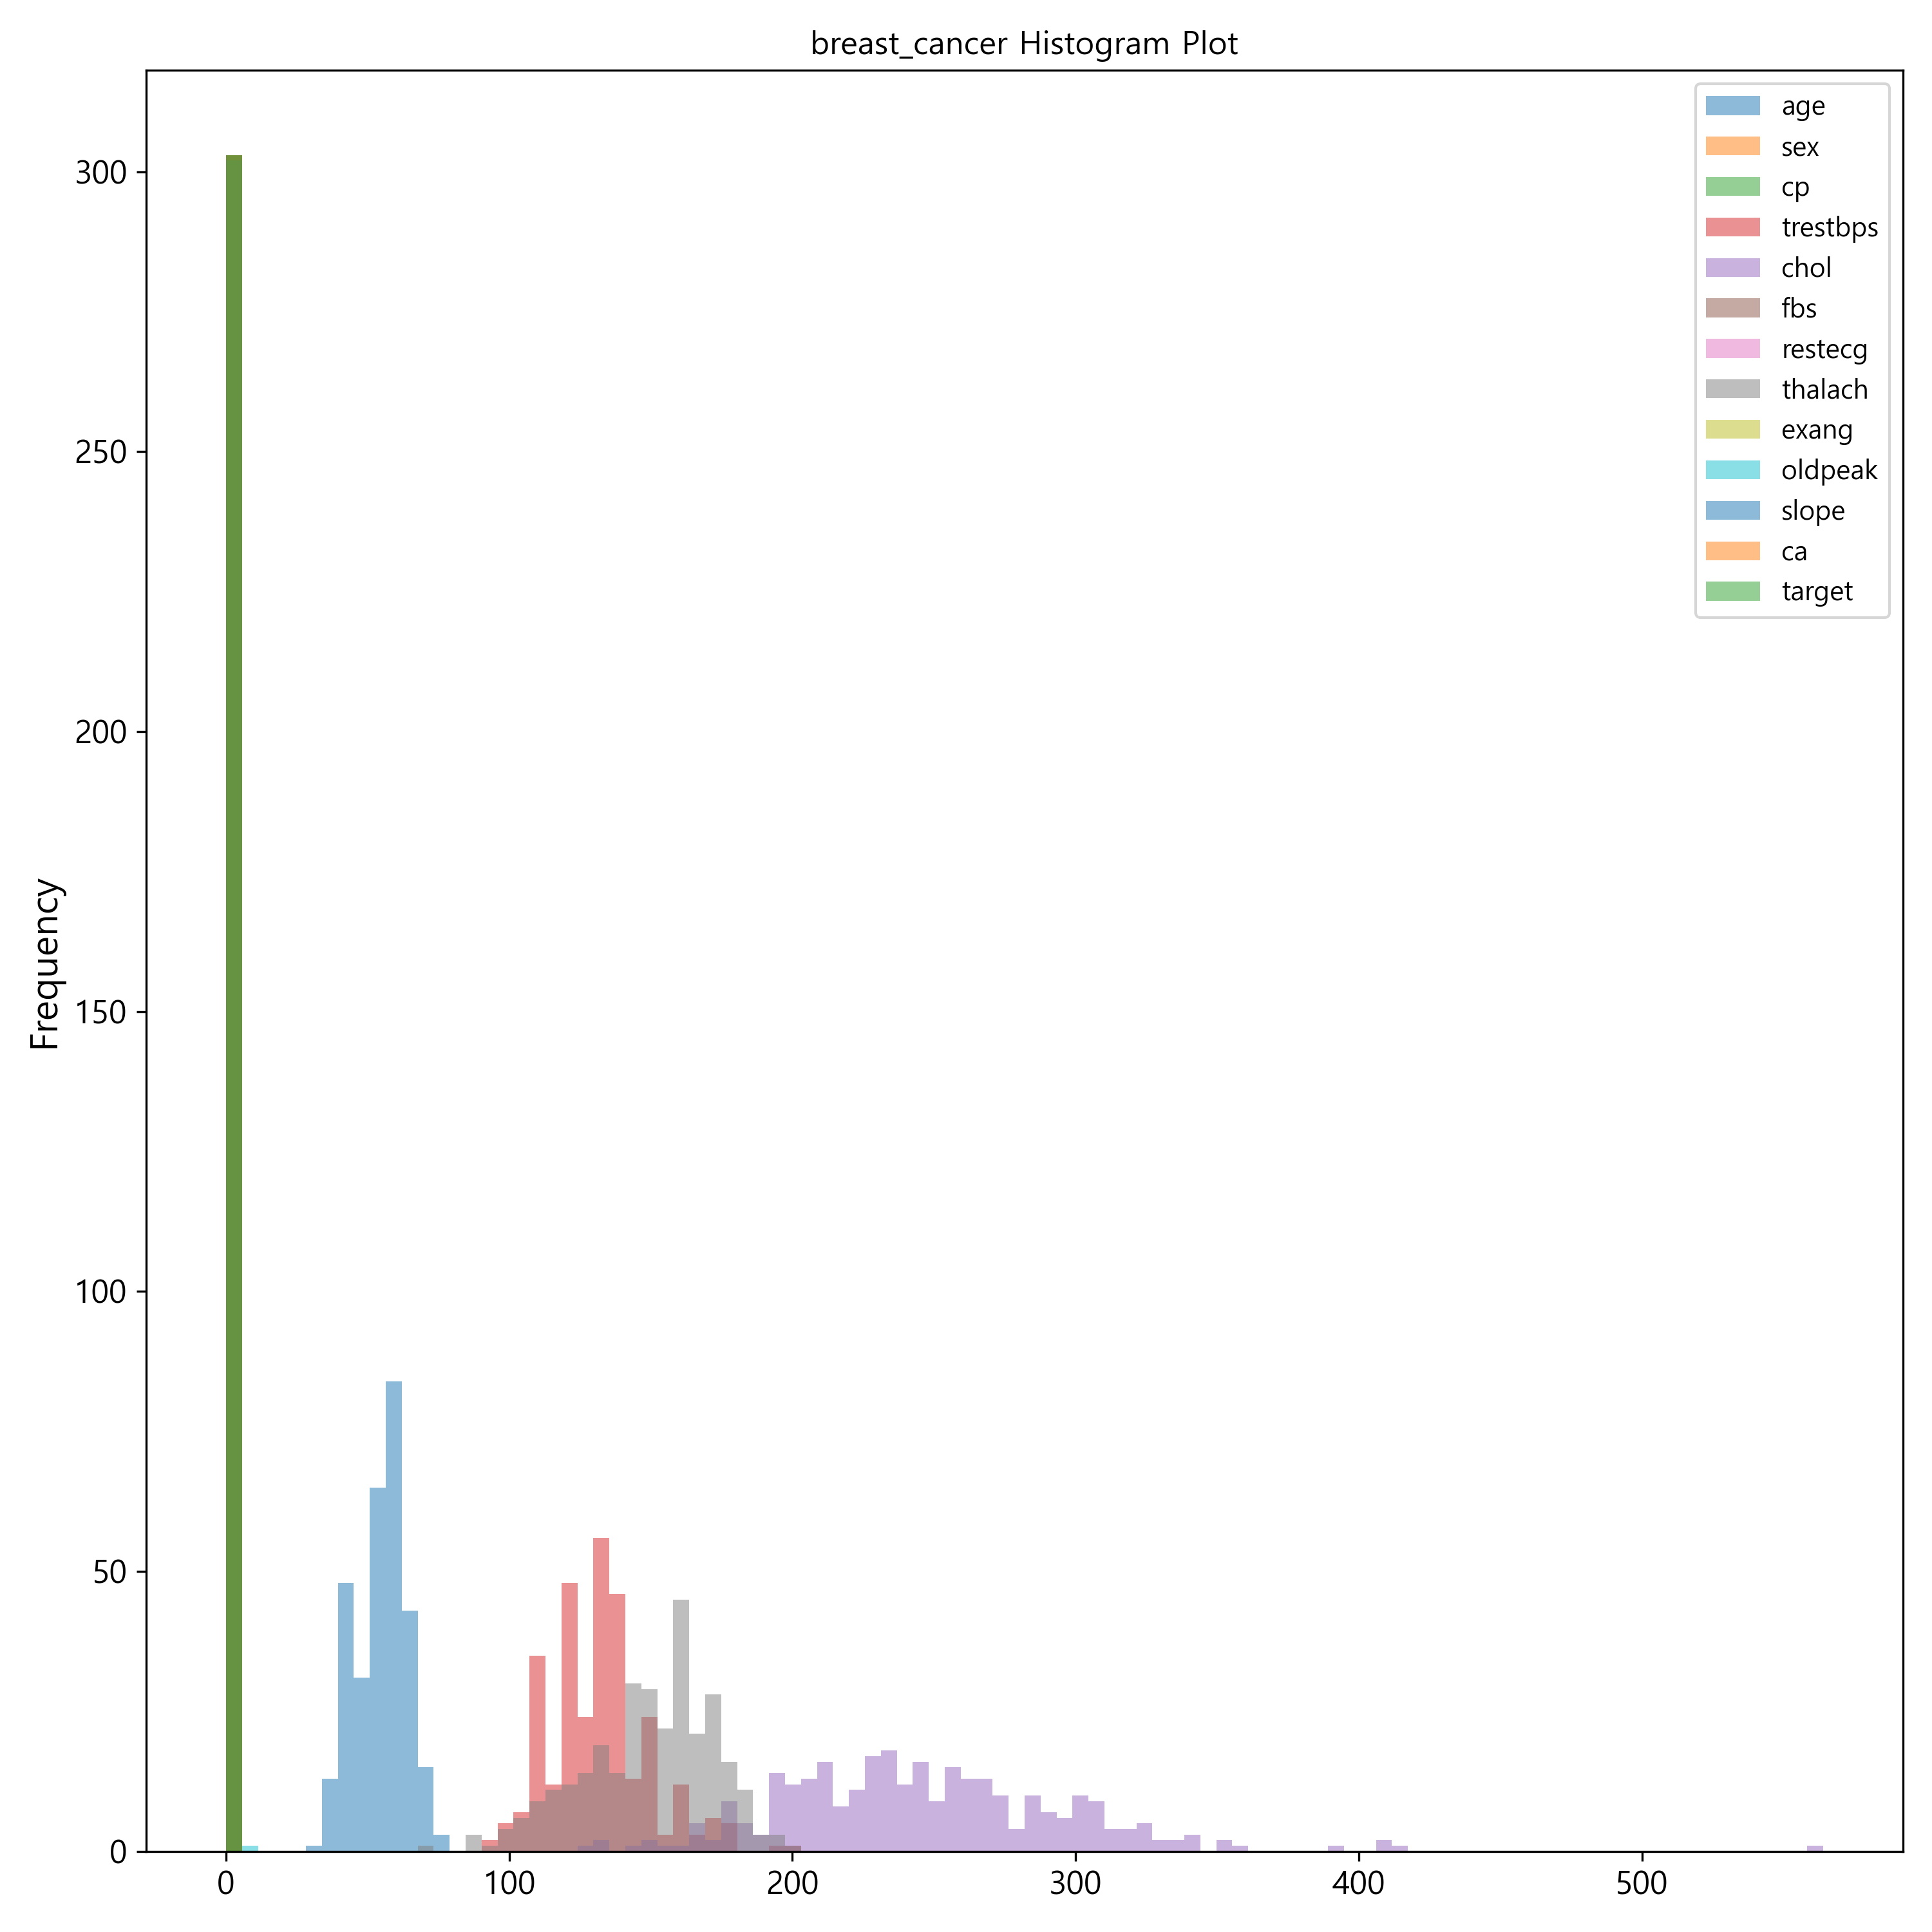 breast_cancer Histogram Plot
age
sex
cp
trestbps
chol
fbs
restecg
thalach
exang
oldpeak
slope
ca
target
Frequency
300
250
200
150
100
50
0
0 100 200 300 400 500